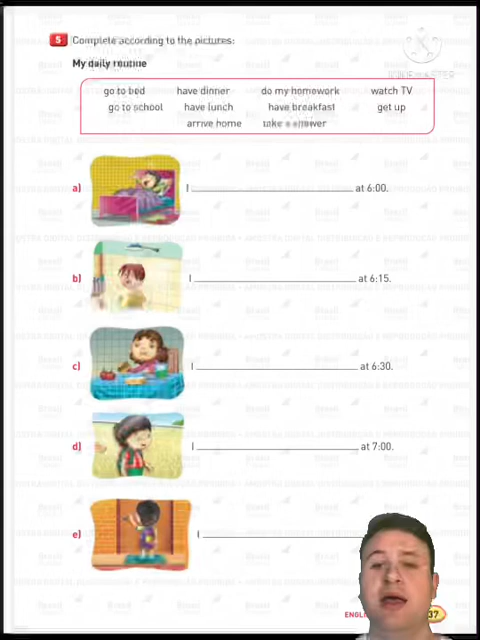 5 Complete according to the pictures:
My daily routine
go to bed have dinner do my homework watch TV
go to school have lunch have breakfast get up
arrive home take a shower
a) I at 6:00.
b) I at 6:15.
c) I at 6:30.
d) I at 7:00.
e) I
37